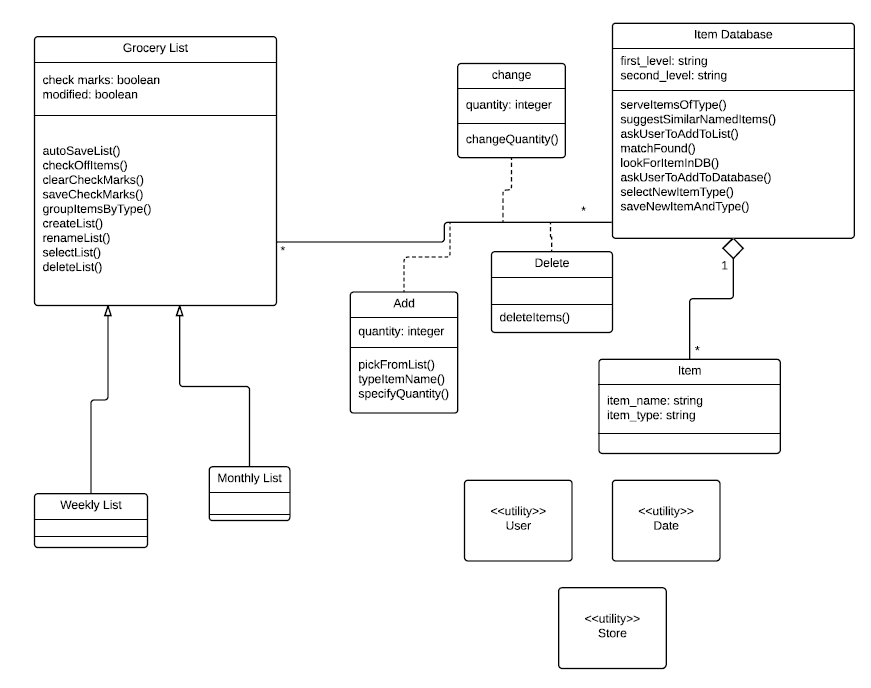 Grocery List
check marks: boolean
modified: boolean
autoSaveList()
checkOffItems()
clearCheckMarks()
saveCheckMarks()
groupItemsByType()
createList()
renameList()
selectList()
deleteList()
*
change
quantity: integer
changeQuantity()
Item Database
first_level: string
second_level: string
serveItemsOfType()
suggestSimilarNamedItems()
askUserToAddToList()
matchFound()
lookForItemInDB()
askUserToAddToDatabase()
selectNewItemType()
saveNewItemAndType()
*
Add
quantity: integer
pickFromList()
typeItemName()
specifyQuantity()
Delete
deleteItems()
1
*
Item
item_name: string
item_type: string
Weekly List
Monthly List
<<utility>>
User
<<utility>>
Date
<<utility>>
Store